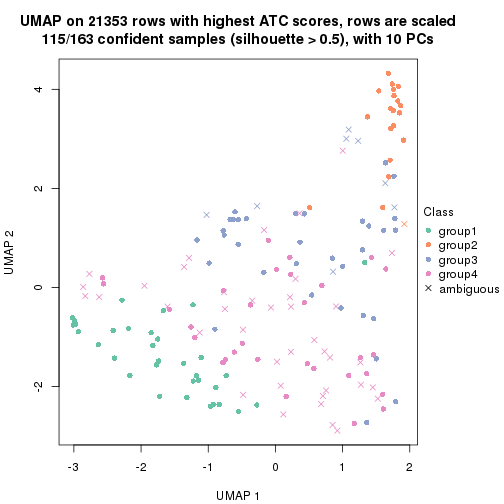 UMAP on 21353 rows with highest ATC scores, rows are scaled
115/163 confident samples (silhouette > 0.5), with 10 PCs
4
2
0
-2
UMAP 2
-3
-2
-1
0
1
2
UMAP 1
Class
group1
group2
group3
group4
ambiguous